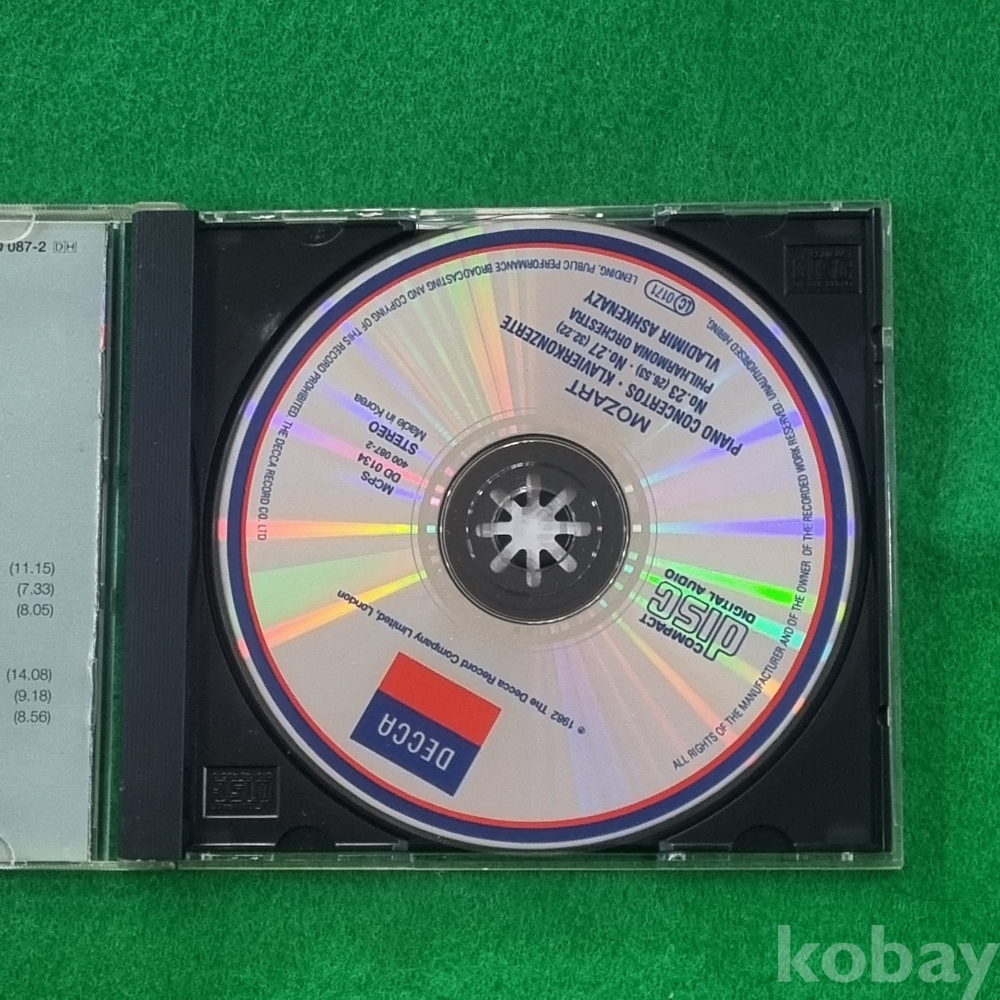 0 087-2 DH
(11.15)
(7.33)
(8.05)
(14.08)
(9.18)
(8.56)
DECCA
℗ 1982 The Decca Record Company Limited, London
COMPACT
disc
DIGITAL AUDIO
MCPS
DD 0134
400 087-2
STEREO
Made in Korea
MOZART
PIANO CONCERTOS · KLAVIERKONZERTE
No.23 (26.53) · No.27 (32.22)
PHILHARMONIA ORCHESTRA
VLADIMIR ASHKENAZY
LC 0171
ALL RIGHTS OF THE MANUFACTURER AND OF THE OWNER OF THE RECORDED WORK RESERVED. UNAUTHORISED HIRING, LENDING, PUBLIC PERFORMANCE BROADCASTING AND COPYING OF THIS RECORD PROHIBITED. THE DECCA RECORD CO. LTD
disc
kobay